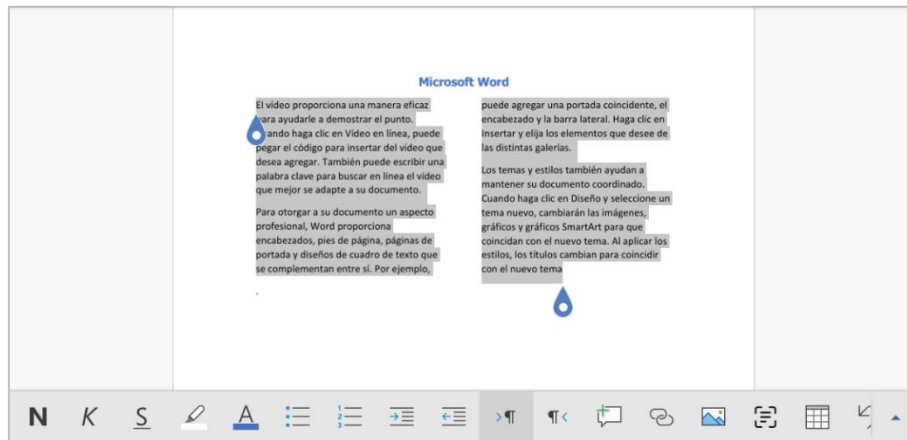 Microsoft Word
El vídeo proporciona una manera eficaz
para ayudarle a demostrar el punto.
Cuando haga clic en Vídeo en línea, puede
pegar el código para insertar del vídeo que
desea agregar. También puede escribir una
palabra clave para buscar en línea el vídeo
que mejor se adapte a su documento.
Para otorgar a su documento un aspecto
profesional, Word proporciona
encabezados, pies de página, páginas de
portada y diseños de cuadro de texto que
se complementan entre sí. Por ejemplo,
.
puede agregar una portada coincidente, el
encabezado y la barra lateral. Haga clic en
Insertar y elija los elementos que desee de
las distintas galerías.
Los temas y estilos también ayudan a
mantener su documento coordinado.
Cuando haga clic en Diseño y seleccione un
tema nuevo, cambiarán las imágenes,
gráficos y gráficos SmartArt para que
coincidan con el nuevo tema. Al aplicar los
estilos, los títulos cambian para coincidir
con el nuevo tema
N K S A